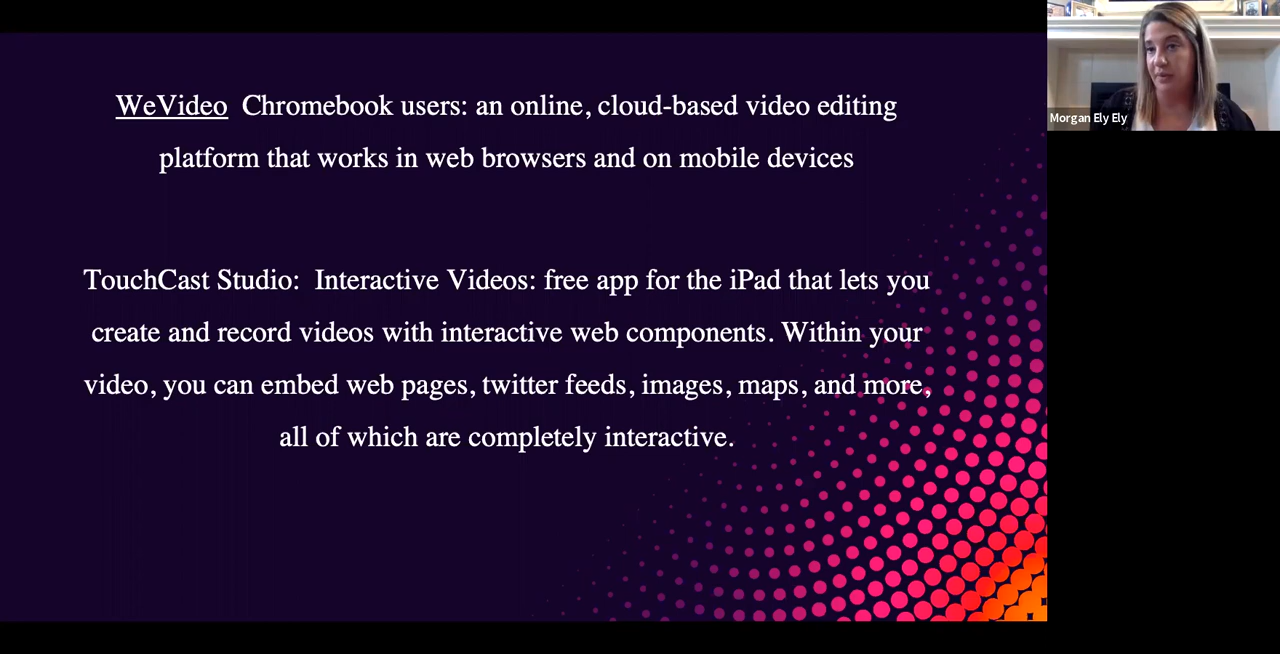 WeVideo  Chromebook users: an online, cloud-based video editing
platform that works in web browsers and on mobile devices
TouchCast Studio:  Interactive Videos: free app for the iPad that lets you
create and record videos with interactive web components. Within your
video, you can embed web pages, twitter feeds, images, maps, and more,
all of which are completely interactive.
Morgan Ely Ely